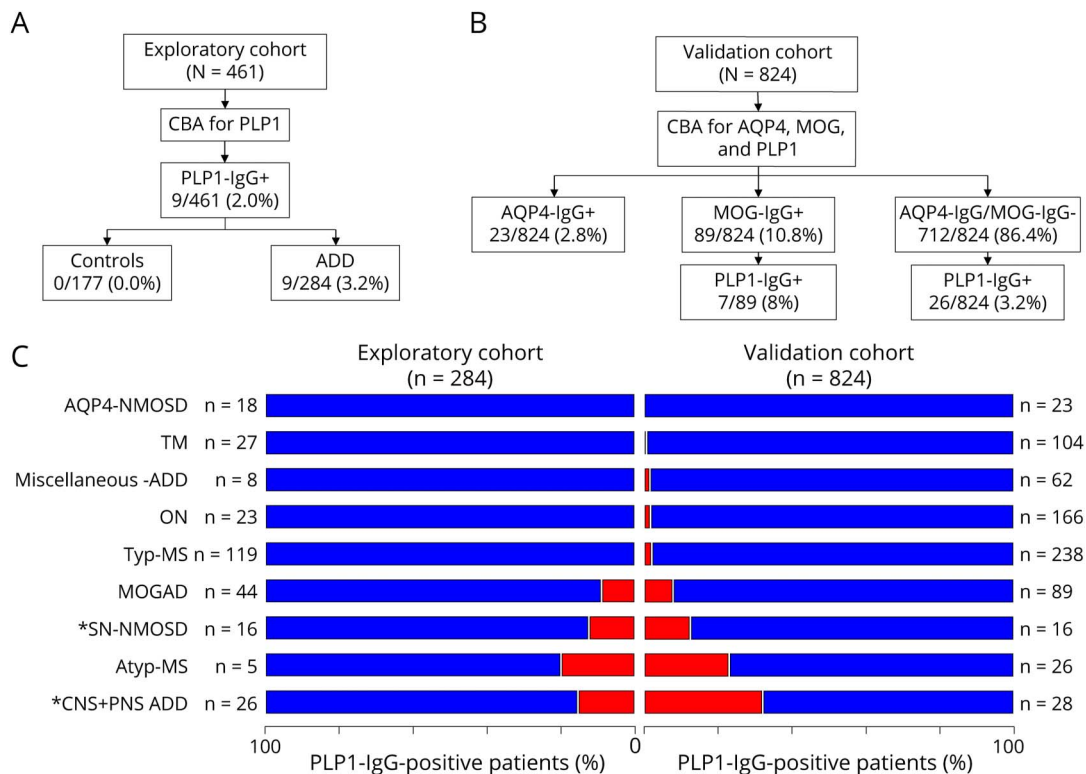 A
Exploratory cohort
(N = 461)
CBA for PLP1
PLP1-IgG+
9/461 (2.0%)
Controls
0/177 (0.0%)
ADD
9/284 (3.2%)
B
Validation cohort
(N = 824)
CBA for AQP4, MOG,
and PLP1
AQP4-IgG+
23/824 (2.8%)
MOG-IgG+
89/824 (10.8%)
AQP4-IgG/MOG-IgG-
712/824 (86.4%)
PLP1-IgG+
7/89 (8%)
PLP1-IgG+
26/824 (3.2%)
C
Exploratory cohort
(n = 284)
Validation cohort
(n = 824)
AQP4-NMOSD n = 18 n = 23
TM n = 27 n = 104
Miscellaneous -ADD n = 8 n = 62
ON n = 23 n = 166
Typ-MS n = 119 n = 238
MOGAD n = 44 n = 89
*SN-NMOSD n = 16 n = 16
Atyp-MS n = 5 n = 26
*CNS+PNS ADD n = 26 n = 28
100 0 100
PLP1-IgG-positive patients (%) PLP1-IgG-positive patients (%)